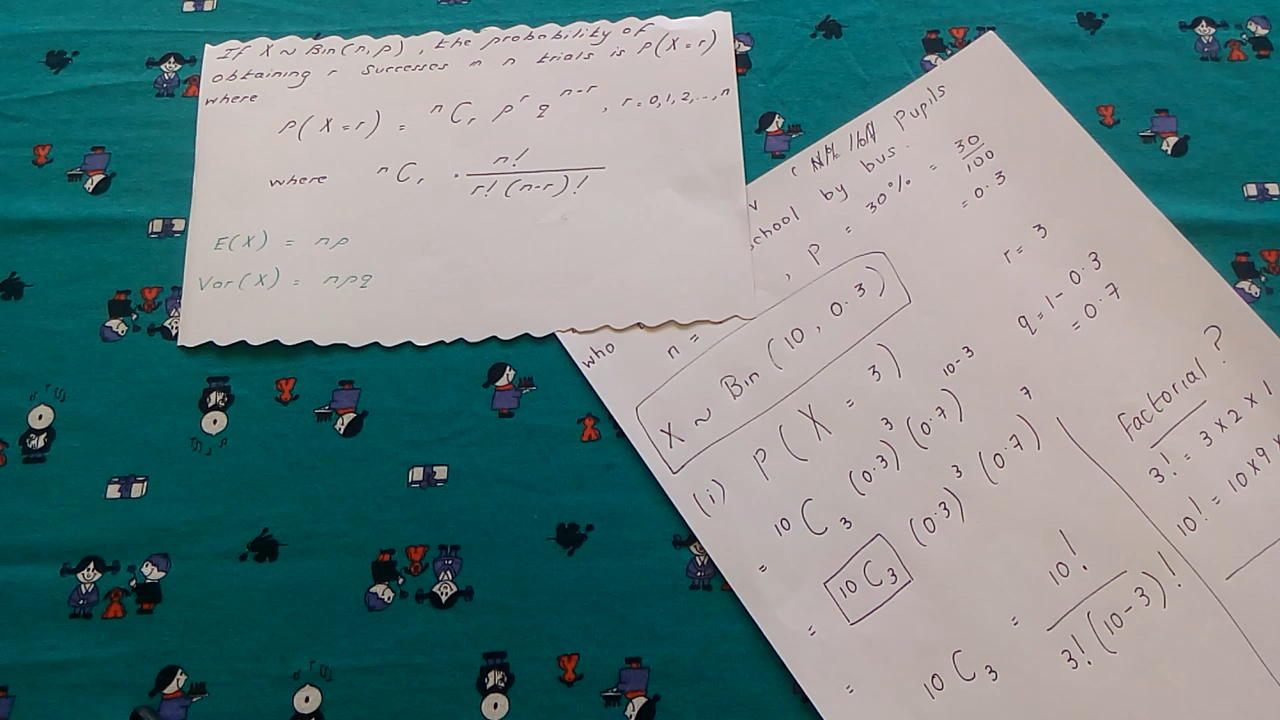 If X ~ Bin(n, p), the probability of
obtaining r successes in n trials is P(X=r)
where
P(X=r) = ⁿCᵣ pʳ qⁿ⁻ʳ, r=0,1,2,...,n
where ⁿCᵣ = n!/(r!(n-r)!)
E(X) = np
Var(X) = npq
pupils
school by bus.
who n = , p = 30% = 30/100
= 0.3
X ~ Bin(10, 0.3)
r = 3
q = 1 - 0.3
= 0.7
(i) P(X = 3)
= ¹⁰C₃ (0.3)³ (0.7)¹⁰⁻³
= ¹⁰C₃ (0.3)³ (0.7)⁷
= ¹⁰C₃ = 10!/(3!(10-3)!)
Factorial?
3! = 3 x 2 x 1
10! = 10 x 9 x